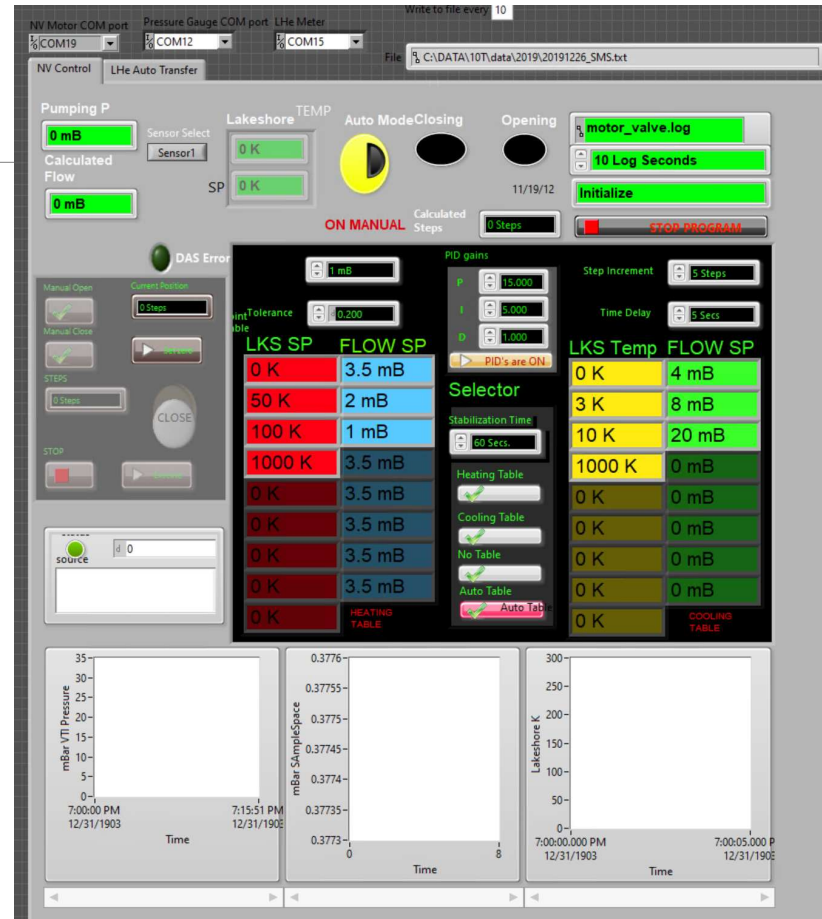 Write to file every 10
NV Motor COM port Pressure Gauge COM port LHe Meter
COM19 COM12 COM15
File C:\DATA\10T\data\2019\20191226_SMS.txt
NV Control LHe Auto Transfer
Pumping P
0 mB
Sensor Select
Sensor1
Calculated
Flow
0 mB
Lakeshore TEMP
0 K
SP 0 K
Auto Mode Closing Opening
11/19/12
ON MANUAL
Calculated
Steps
0 Steps
motor_valve.log
10 Log Seconds
Initialize
STOP PROGRAM
DAS Error
Manual Open
Current Position
0 Steps
Manual Close
STEPS
0 Steps
CLOSE
STOP
1 mB
Tolerance 0.200
LKS SP FLOW SP
0 K 3.5 mB
50 K 2 mB
100 K 1 mB
1000 K 3.5 mB
0 K 3.5 mB
0 K 3.5 mB
0 K 3.5 mB
0 K 3.5 mB
0 K HEATING
TABLE
PID gains
P 15.000
I 5.000
D 1.000
PID's are ON
Selector
Stabilization Time
60 Secs.
Heating Table
Cooling Table
No Table
Auto Table
Auto Table
Step Increment 5 Steps
Time Delay 5 Secs
LKS Temp FLOW SP
0 K 4 mB
3 K 8 mB
10 K 20 mB
1000 K 0 mB
0 K 0 mB
0 K 0 mB
0 K 0 mB
0 K 0 mB
0 K COOLING
TABLE
d 0
source
mBar VTI Pressure
35
30
25
20
15
10
5
0
7:00:00 PM 7:15:51 PM
12/31/1903 12/31/1903
Time
mBar SAmpleSpace
0.3776
0.37755
0.3775
0.37745
0.3774
0.37735
0.3773
0 8
Time
Lakeshore K
300
250
200
150
100
50
0
7:00:00.000 PM 7:00:05.000 P
12/31/1903 12/31/1903
Time